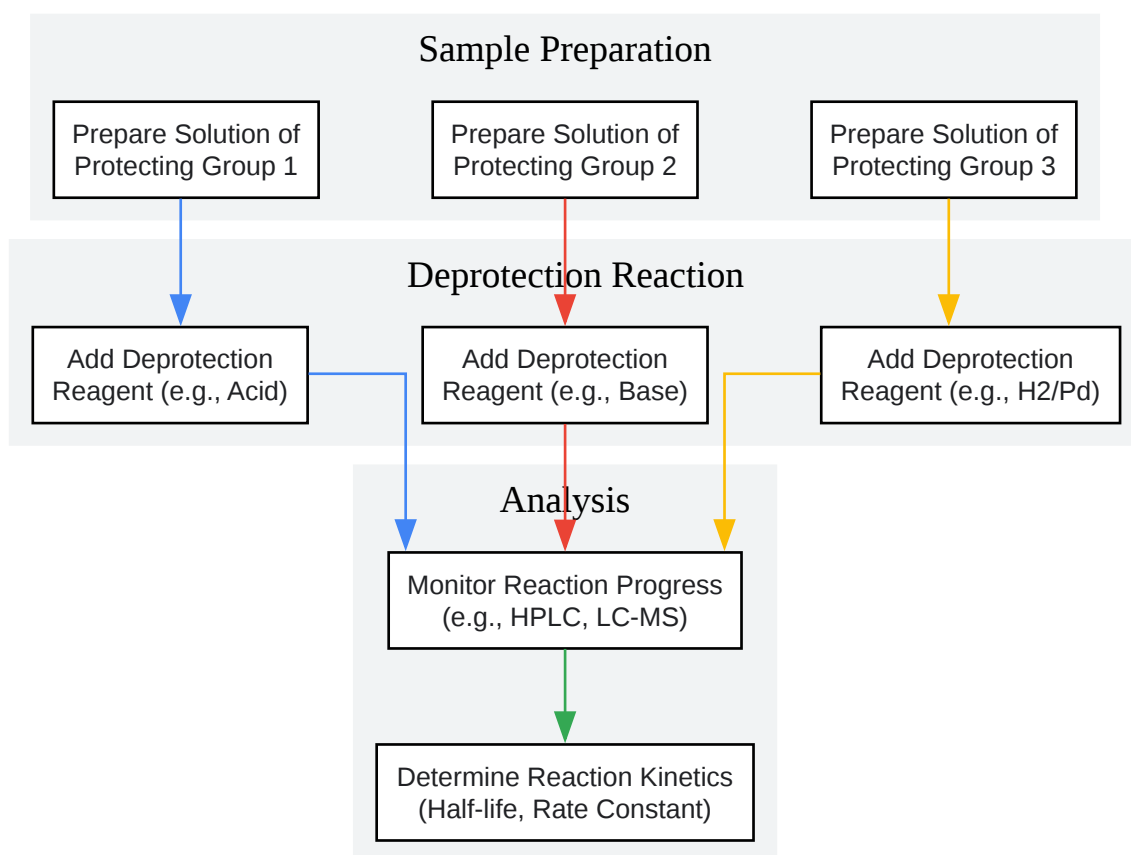 Sample Preparation
Prepare Solution of
Protecting Group 1
Prepare Solution of
Protecting Group 2
Prepare Solution of
Protecting Group 3
Deprotection Reaction
Add Deprotection
Reagent (e.g., Acid)
Add Deprotection
Reagent (e.g., Base)
Add Deprotection
Reagent (e.g., H2/Pd)
Analysis
Monitor Reaction Progress
(e.g., HPLC, LC-MS)
Determine Reaction Kinetics
(Half-life, Rate Constant)